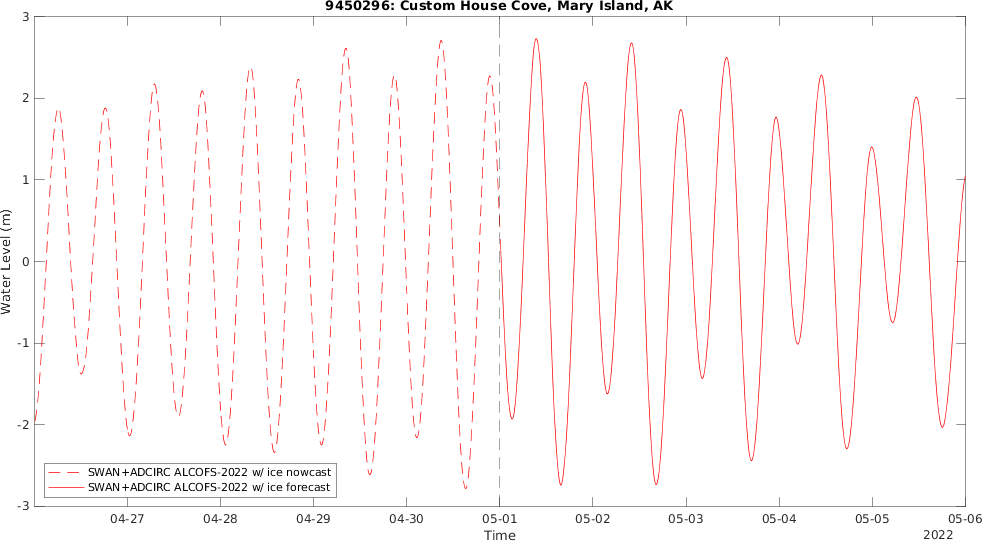 9450296: Custom House Cove, Mary Island, AK
3
2
1
0
-1
-2
-3
Water Level (m)
SWAN+ADCIRC ALCOFS-2022 w/ ice nowcast
SWAN+ADCIRC ALCOFS-2022 w/ ice forecast
04-27 04-28 04-29 04-30 05-01 05-02 05-03 05-04 05-05 05-06
Time
2022